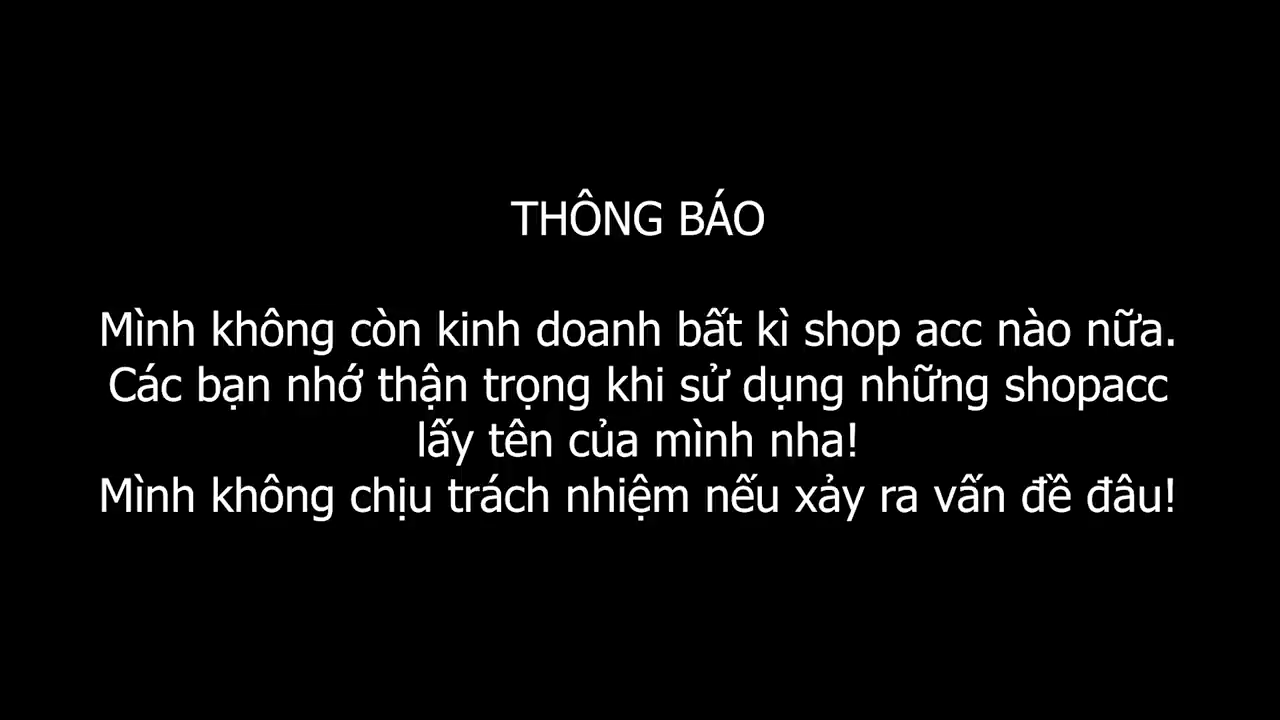 THÔNG BÁO
Mình không còn kinh doanh bất kì shop acc nào nữa.
Các bạn nhớ thận trọng khi sử dụng những shopacc
lấy tên của mình nha!
Mình không chịu trách nhiệm nếu xảy ra vấn đề đâu!